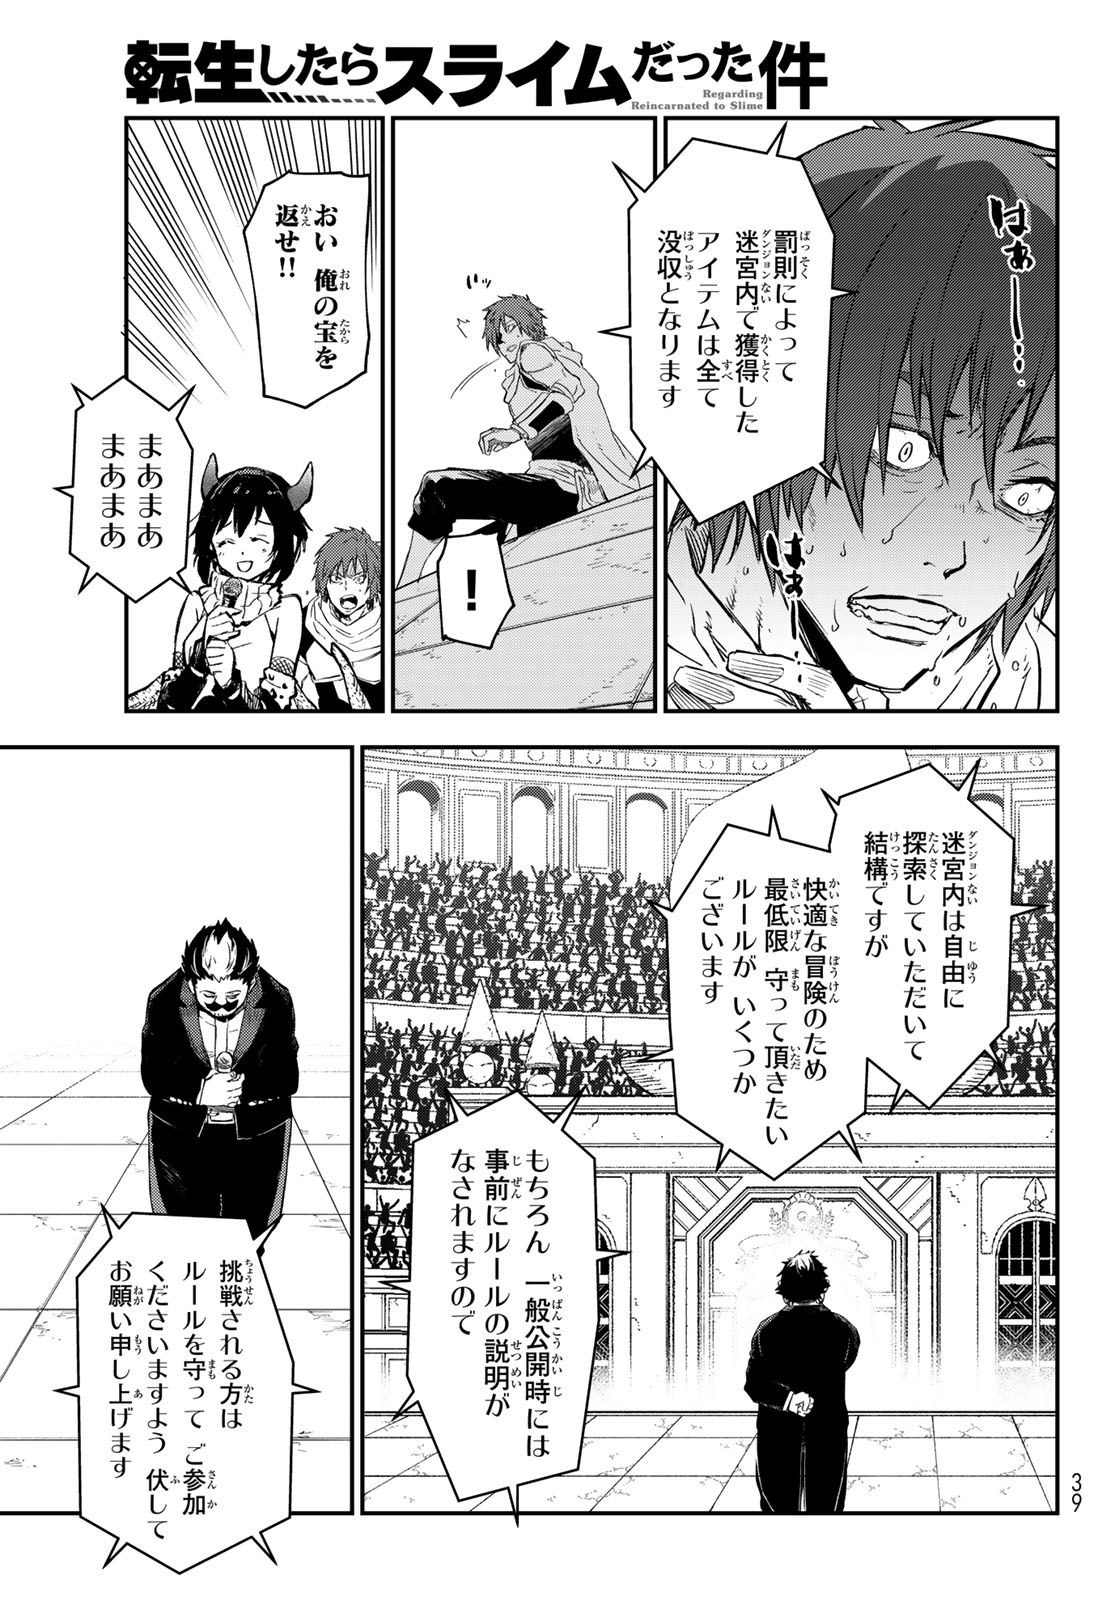 転生したらスライムだった件
Regarding
Reincarnated to Slime
はぁー…
罰則によって
迷宮内で獲得した
アイテムは全て
没収となります
はぁー…
！
おい 俺の宝を
返せ!!
まあまあ
まあまあ
迷宮内は自由に
探索していただいて
結構ですが
快適な冒険のため
最低限 守って頂きたい
ルールが いくつか
ございます
もちろん 一般公開時には
事前にルールの説明が
なされますので
挑戦される方は
ルールを守って ご参加
くださいますよう 伏して
お願い申し上げます
39